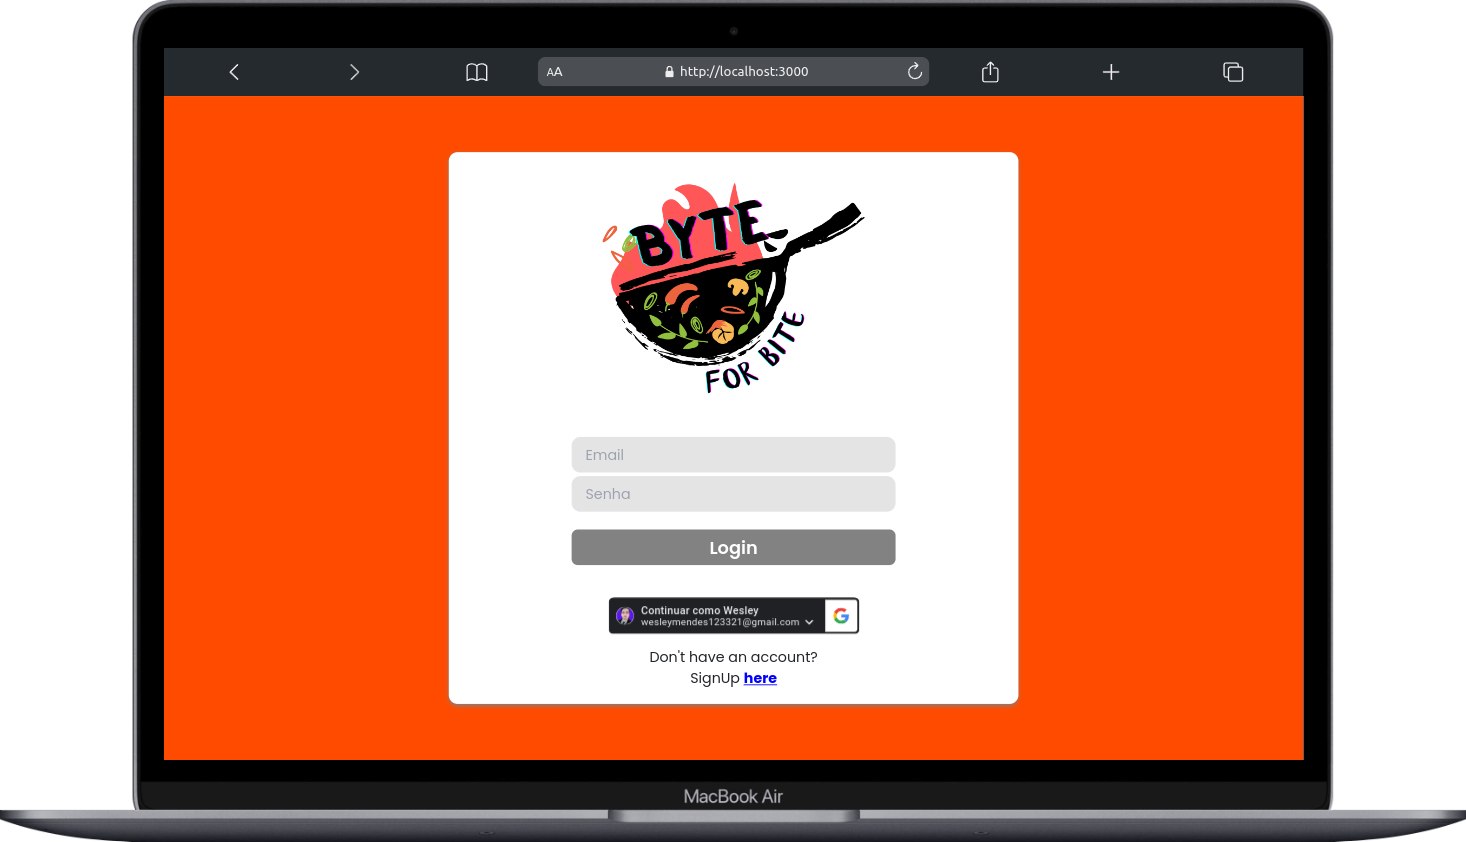 AA
http://localhost:3000
BYTE
FOR BITE
Email
Senha
Login
Continuar como Wesley
wesleymendes123321@gmail.com
Don't have an account?
SignUp here
MacBook Air